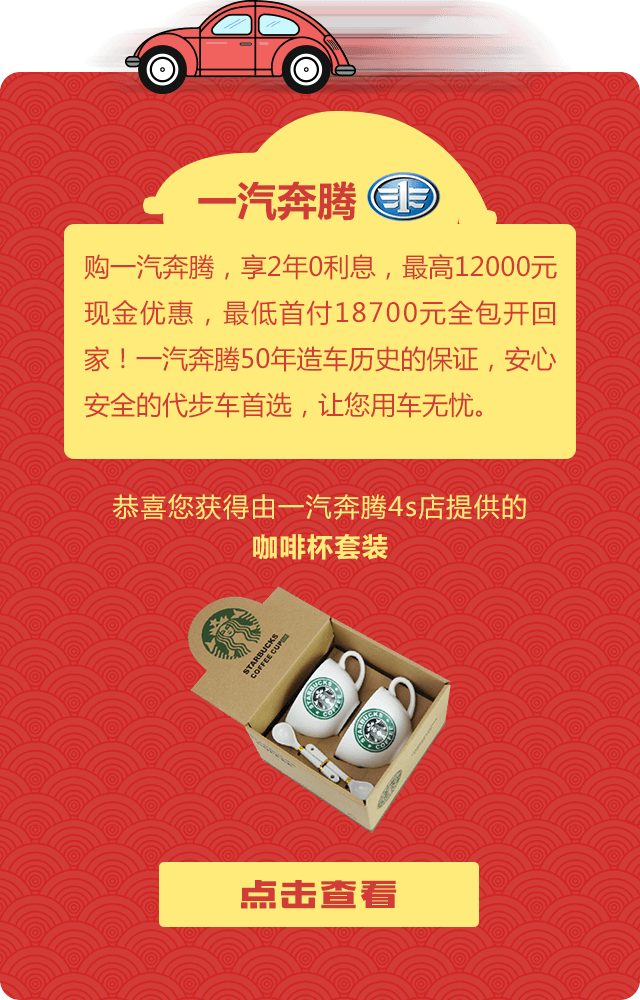 一汽奔腾
购一汽奔腾，享2年0利息，最高12000元
现金优惠，最低首付18700元全包开回
家！一汽奔腾50年造车历史的保证，安心
安全的代步车首选，让您用车无忧。
恭喜您获得由一汽奔腾4s店提供的
咖啡杯套装
STARBUCKS
COFFEE CUP
STARBUCKS
COFFEE
STARBUCKS
COFFEE
点击查看